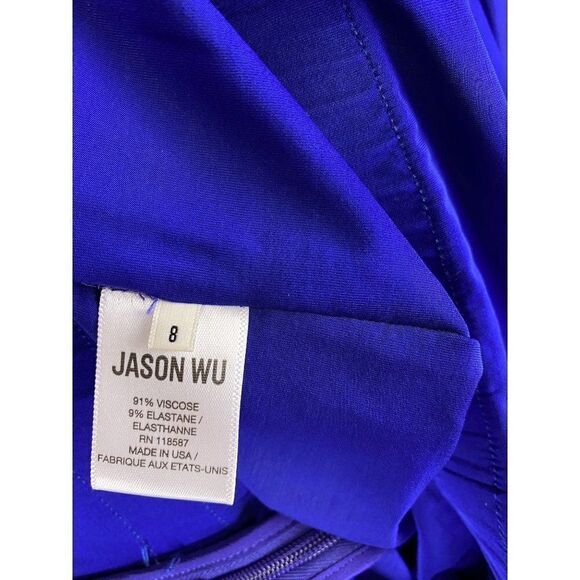 8
JASON WU
91% VISCOSE
9% ELASTANE /
ELASTHANNE
RN 118587
MADE IN USA /
FABRIQUE AUX ETATS-UNIS